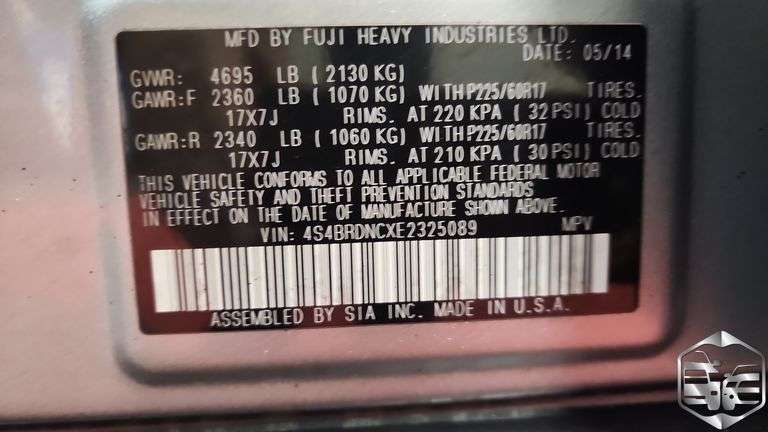 MFD BY FUJI HEAVY INDUSTRIES LTD.
DATE: 05/14
GVWR: 4695 LB ( 2130 KG)
GAWR:F 2360 LB ( 1070 KG) WITH P225/60R17 TIRES.
17X7J RIMS. AT 220 KPA ( 32 PSI) COLD
GAWR:R 2340 LB ( 1060 KG) WITH P225/60R17 TIRES.
17X7J RIMS. AT 210 KPA ( 30 PSI) COLD
THIS VEHICLE CONFORMS TO ALL APPLICABLE FEDERAL MOTOR
VEHICLE SAFETY AND THEFT PREVENTION STANDARDS
IN EFFECT ON THE DATE OF MANUFACTURE SHOWN ABOVE.
VIN: 4S4BRDNCXE2325089 MPV
ASSEMBLED BY SIA INC. MADE IN U.S.A.